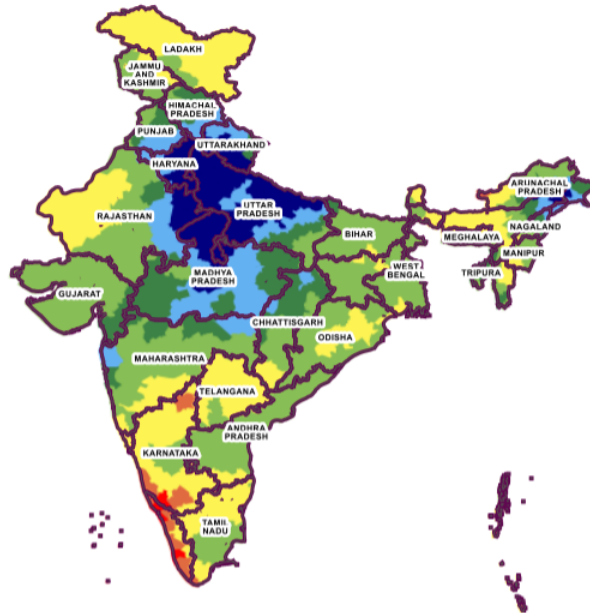 LADAKH
JAMMU
AND
KASHMIR
HIMACHAL
PRADESH
PUNJAB
UTTARAKHAND
HARYANA
ARUNACHAL
PRADESH
UTTAR
PRADESH
RAJASTHAN
NAGALAND
BIHAR
MEGHALAYA
MANIPUR
WEST
BENGAL
TRIPURA
MADHYA
PRADESH
GUJARAT
CHHATTISGARH
ODISHA
MAHARASHTRA
TELANGANA
ANDHRA
PRADESH
KARNATAKA
TAMIL
NADU